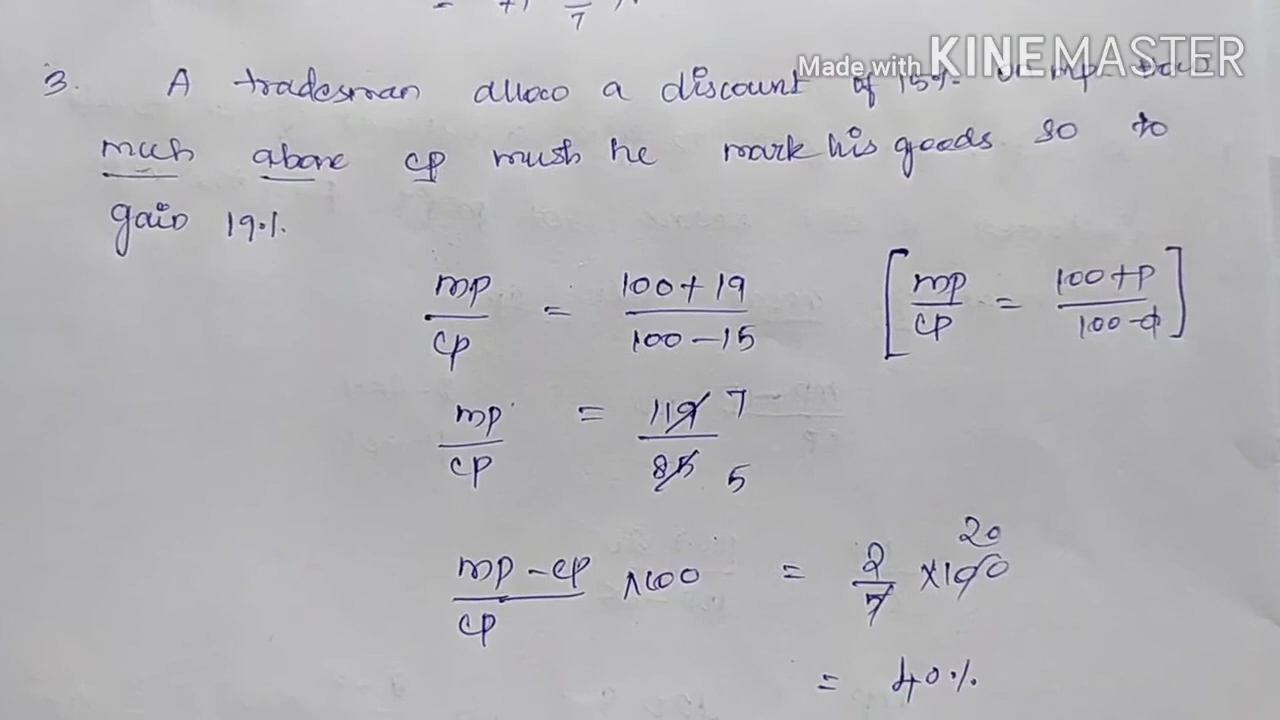 3. A tradesman allow a discount of 15% on mp. How
Made with KINEMASTER
much above cp must he mark his goods so to
gain 19%.
mp/cp = 100+19/100-15 [mp/cp = 100+P/100-d]
mp/cp = 119/85 7/5
mp-cp/cp ×100 = 2/7 ×100 20
= 40%